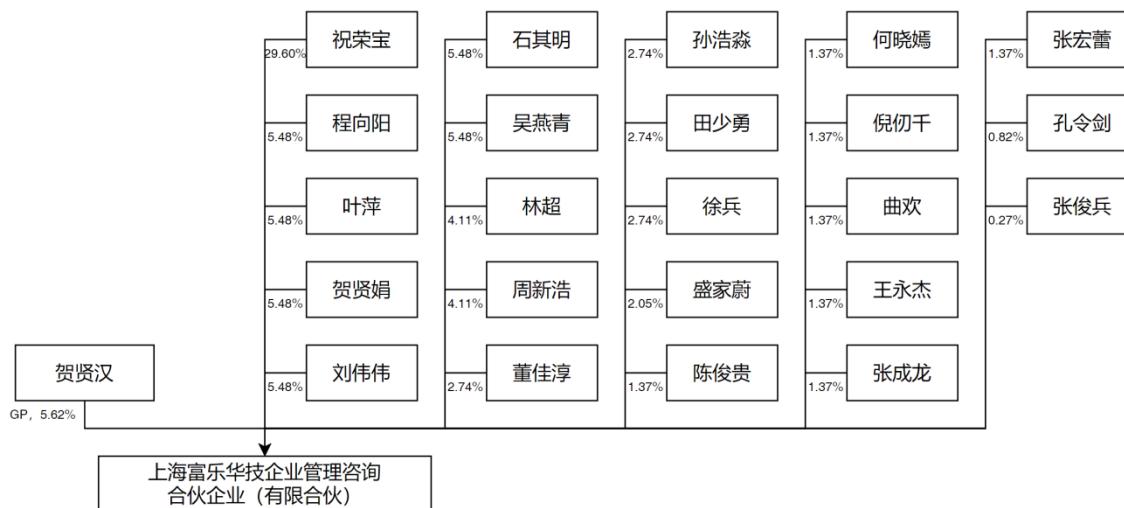 祝荣宝
29.60%
石其明
5.48%
孙浩淼
2.74%
何晓嫣
1.37%
张宏蕾
1.37%
程向阳
5.48%
吴燕青
5.48%
田少勇
2.74%
倪仞千
1.37%
孔令剑
0.82%
叶萍
5.48%
林超
4.11%
徐兵
2.74%
曲欢
1.37%
张俊兵
0.27%
贺贤娟
5.48%
周新浩
4.11%
盛家蔚
2.05%
王永杰
1.37%
贺贤汉
GP，5.62%
刘伟伟
5.48%
董佳淳
2.74%
陈俊贵
1.37%
张成龙
1.37%
上海富乐华技企业管理咨询
合伙企业（有限合伙）